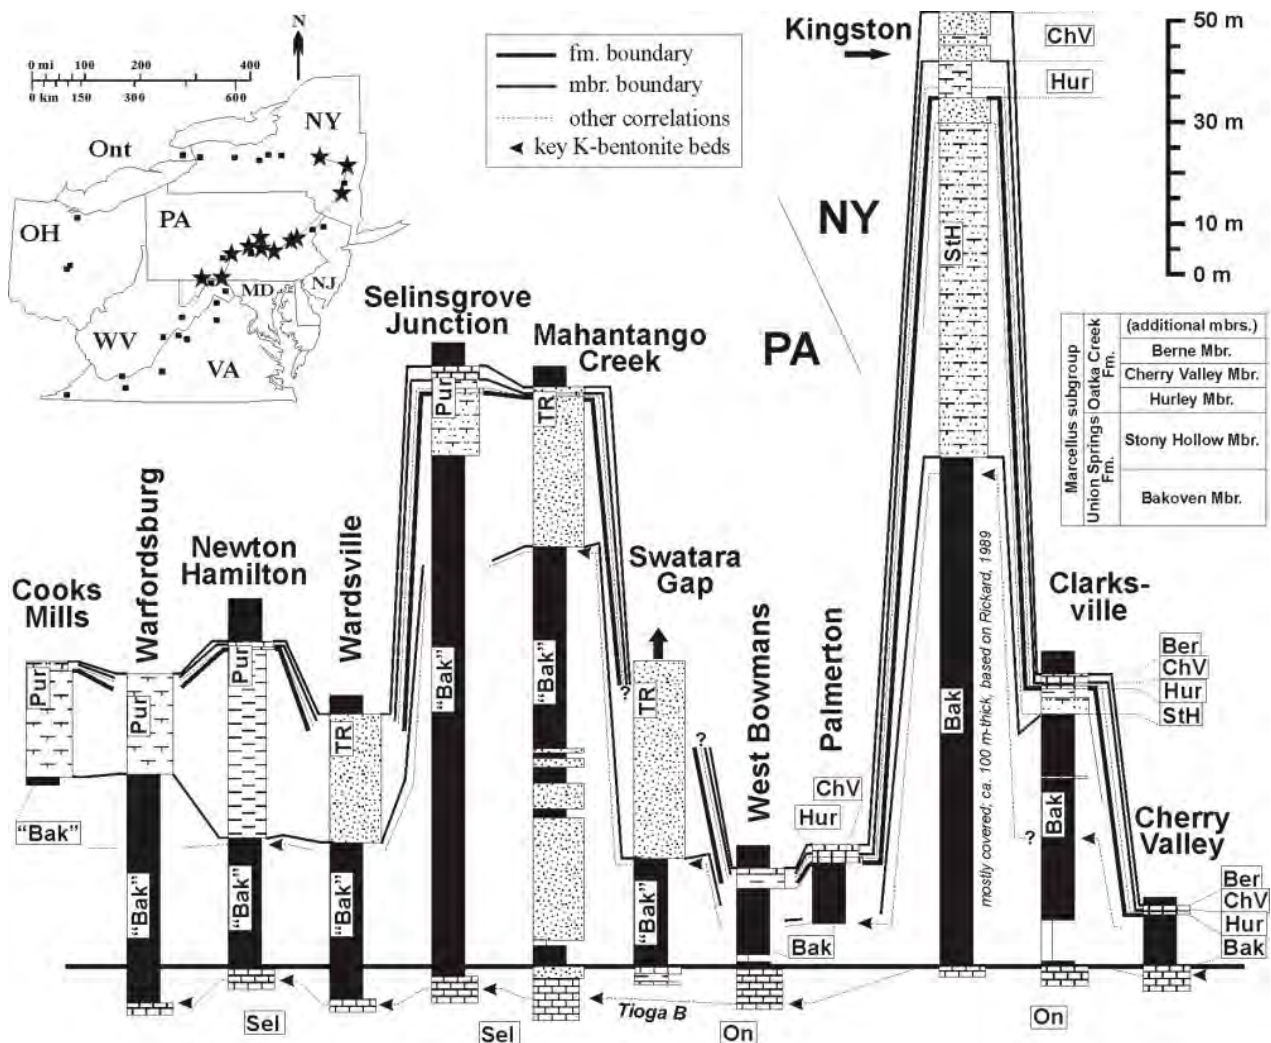 N
0 mi 100 200 400
0 km 150 300 600
Ont
NY
OH
PA
NJ
MD
WV
VA
fm. boundary
mbr. boundary
other correlations
key K-bentonite beds
Kingston
ChV
Hur
StH
Bak
mostly covered; ca. 100 m-thick, based on Rickard, 1989
50 m
30 m
10 m
0 m
NY
PA
Marcellus subgroup
Oatka Creek Fm.
Union Springs Fm.
(additional mbrs.)
Berne Mbr.
Cherry Valley Mbr.
Hurley Mbr.
Stony Hollow Mbr.
Bakoven Mbr.
Cooks
Mills
Pur
"Bak"
Warfordsburg
Pur
"Bak"
Newton
Hamilton
Pur
"Bak"
Wardsville
TR
"Bak"
Selinsgrove
Junction
Pur
"Bak"
Mahantango
Creek
TR
"Bak"
Swatara
Gap
?
TR
"Bak"
?
West Bowmans
Bak
Palmerton
ChV
Hur
Clarks-
ville
Ber
ChV
Hur
StH
Bak
?
Cherry
Valley
Ber
ChV
Hur
Bak
Sel
Sel
Tioga B
On
On